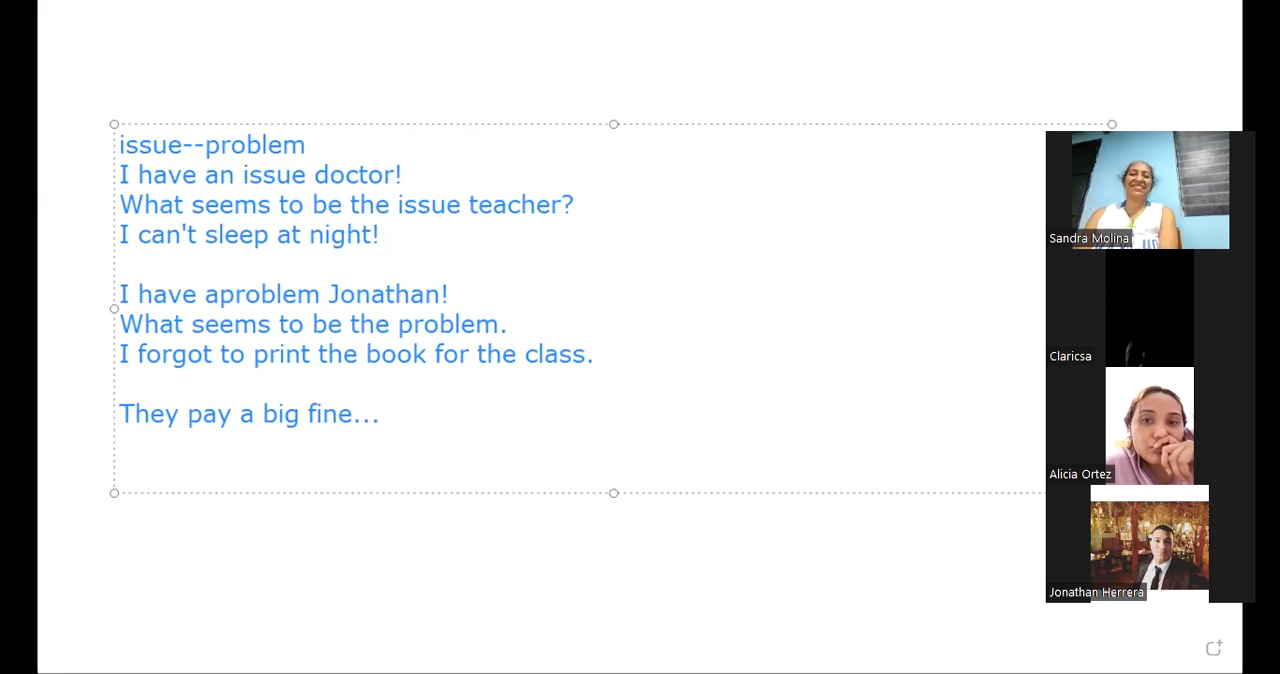 issue--problem
I have an issue doctor!
What seems to be the issue teacher?
I can't sleep at night!
I have aproblem Jonathan!
What seems to be the problem.
I forgot to print the book for the class.
They pay a big fine...
Sandra Molina
Claricsa
Alicia Ortez
Jonathan Herrera